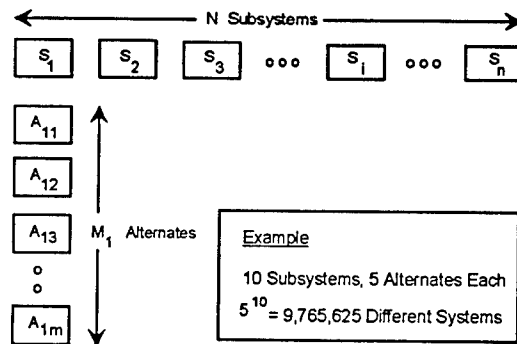 N Subsystems
S1 S2 S3 ooo Si ooo Sn
A11
A12
A13 M1 Alternates
o
o
A1m
Example
10 Subsystems, 5 Alternates Each
5^10 = 9,765,625 Different Systems